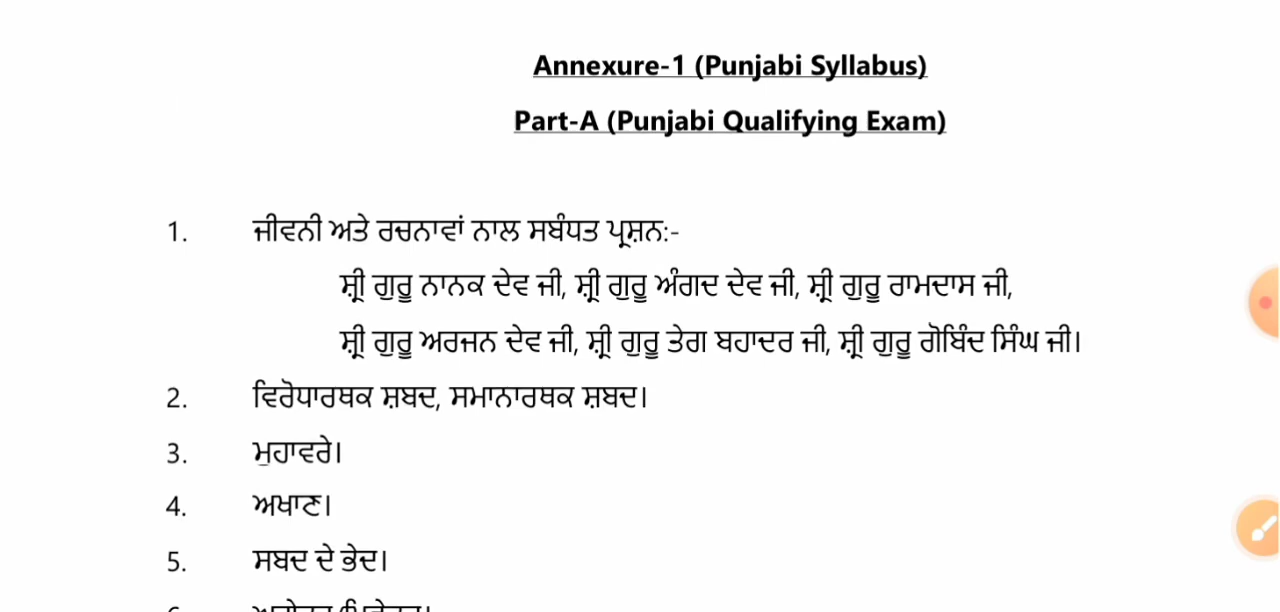 Annexure-1 (Punjabi Syllabus)
Part-A (Punjabi Qualifying Exam)
1. ਜੀਵਨੀ ਅਤੇ ਰਚਨਾਵਾਂ ਨਾਲ ਸਬੰਧਤ ਪ੍ਰਸ਼ਨ:-
ਸ਼੍ਰੀ ਗੁਰੂ ਨਾਨਕ ਦੇਵ ਜੀ, ਸ਼੍ਰੀ ਗੁਰੂ ਅੰਗਦ ਦੇਵ ਜੀ, ਸ਼੍ਰੀ ਗੁਰੂ ਰਾਮਦਾਸ ਜੀ,
ਸ਼੍ਰੀ ਗੁਰੂ ਅਰਜਨ ਦੇਵ ਜੀ, ਸ਼੍ਰੀ ਗੁਰੂ ਤੇਗ ਬਹਾਦਰ ਜੀ, ਸ਼੍ਰੀ ਗੁਰੂ ਗੋਬਿੰਦ ਸਿੰਘ ਜੀ।
2. ਵਿਰੋਧਾਰਥਕ ਸ਼ਬਦ, ਸਮਾਨਾਰਥਕ ਸ਼ਬਦ।
3. ਮੁਹਾਵਰੇ।
4. ਅਖਾਣ।
5. ਸਬਦ ਦੇ ਭੇਦ।